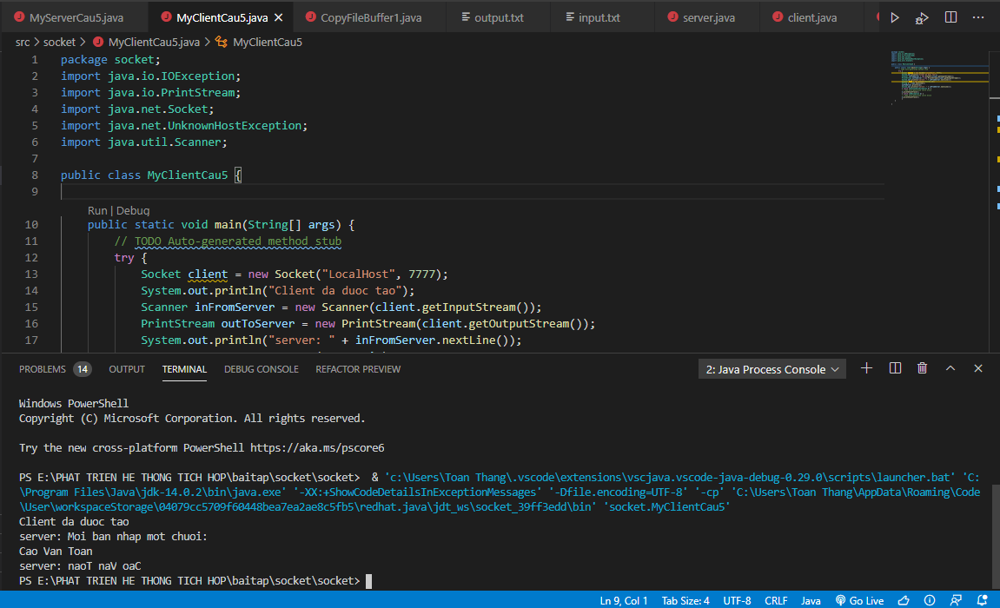 MyServerCau5.java
MyClientCau5.java
CopyFileBuffer1.java
output.txt
input.txt
server.java
client.java
src > socket > MyClientCau5.java > MyClientCau5
1 package socket;
2 import java.io.IOException;
3 import java.io.PrintStream;
4 import java.net.Socket;
5 import java.net.UnknownHostException;
6 import java.util.Scanner;
7
8 public class MyClientCau5 {
9
Run | Debug
10 public static void main(String[] args) {
11 // TODO Auto-generated method stub
12 try {
13 Socket client = new Socket("LocalHost", 7777);
14 System.out.println("Client da duoc tao");
15 Scanner inFromServer = new Scanner(client.getInputStream());
16 PrintStream outToServer = new PrintStream(client.getOutputStream());
17 System.out.println("server: " + inFromServer.nextLine());
PROBLEMS 14 OUTPUT TERMINAL DEBUG CONSOLE REFACTOR PREVIEW
2: Java Process Console
Windows PowerShell
Copyright (C) Microsoft Corporation. All rights reserved.
Try the new cross-platform PowerShell https://aka.ms/pscore6
PS E:\PHAT TRIEN HE THONG TICH HOP\baitap\socket\socket> & 'c:\Users\Toan Thang\.vscode\extensions\vscjava.vscode-java-debug-0.29.0\scripts\launcher.bat' 'C:
\Program Files\Java\jdk-14.0.2\bin\java.exe' '-XX:+ShowCodeDetailsInExceptionMessages' '-Dfile.encoding=UTF-8' '-cp' 'C:\Users\Toan Thang\AppData\Roaming\Code
\User\workspaceStorage\04079cc5709f60448bea7ea2ae8c5fb5\redhat.java\jdt_ws\socket_39ff3edd\bin' 'socket.MyClientCau5'
Client da duoc tao
server: Moi ban nhap mot chuoi:
Cao Van Toan
server: naoT naV oaC
PS E:\PHAT TRIEN HE THONG TICH HOP\baitap\socket\socket>
Ln 9, Col 1 Tab Size: 4 UTF-8 CRLF Java Go Live